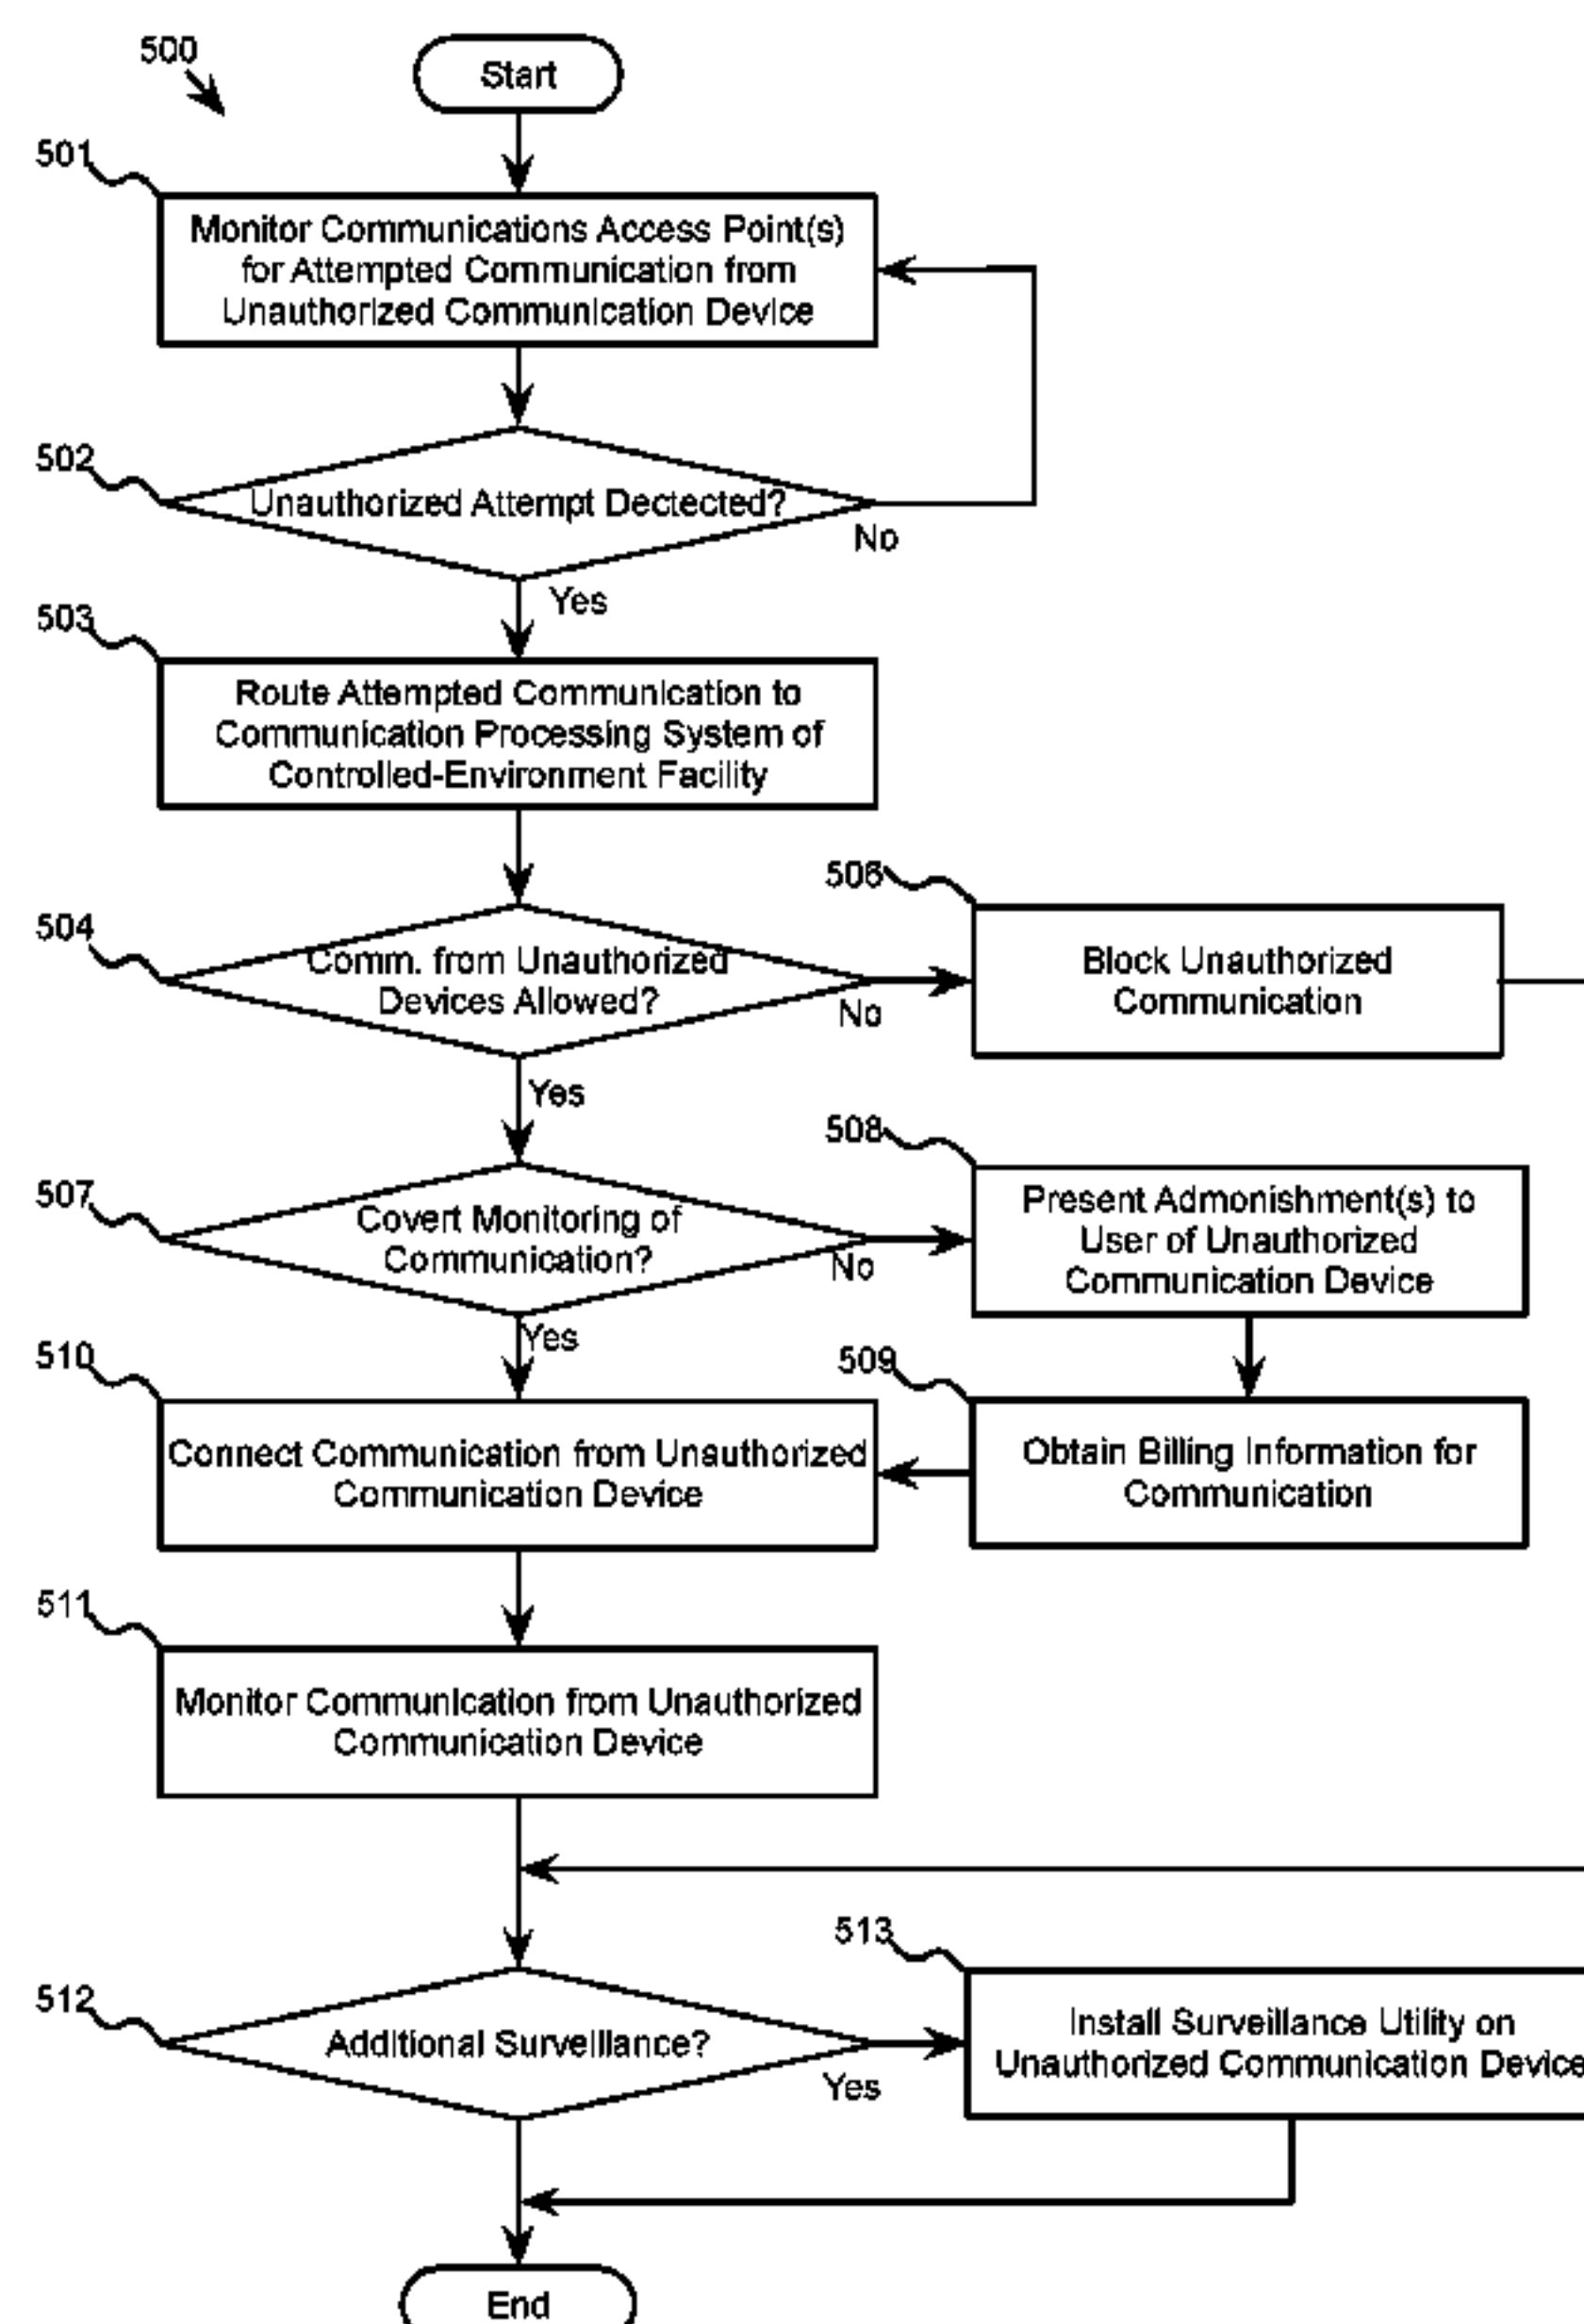 500
Start
501
Monitor Communications Access Point(s)
for Attempted Communication from
Unauthorized Communication Device
502
Unauthorized Attempt Dectected?
No
Yes
503
Route Attempted Communication to
Communication Processing System of
Controlled-Environment Facility
504
Comm. from Unauthorized
Devices Allowed?
No
506
Block Unauthorized
Communication
Yes
507
Covert Monitoring of
Communication?
No
508
Present Admonishment(s) to
User of Unauthorized
Communication Device
Yes
510
Connect Communication from Unauthorized
Communication Device
509
Obtain Billing Information for
Communication
511
Monitor Communication from Unauthorized
Communication Device
512
Additional Surveillance?
Yes
513
Install Surveillance Utility on
Unauthorized Communication Device
End